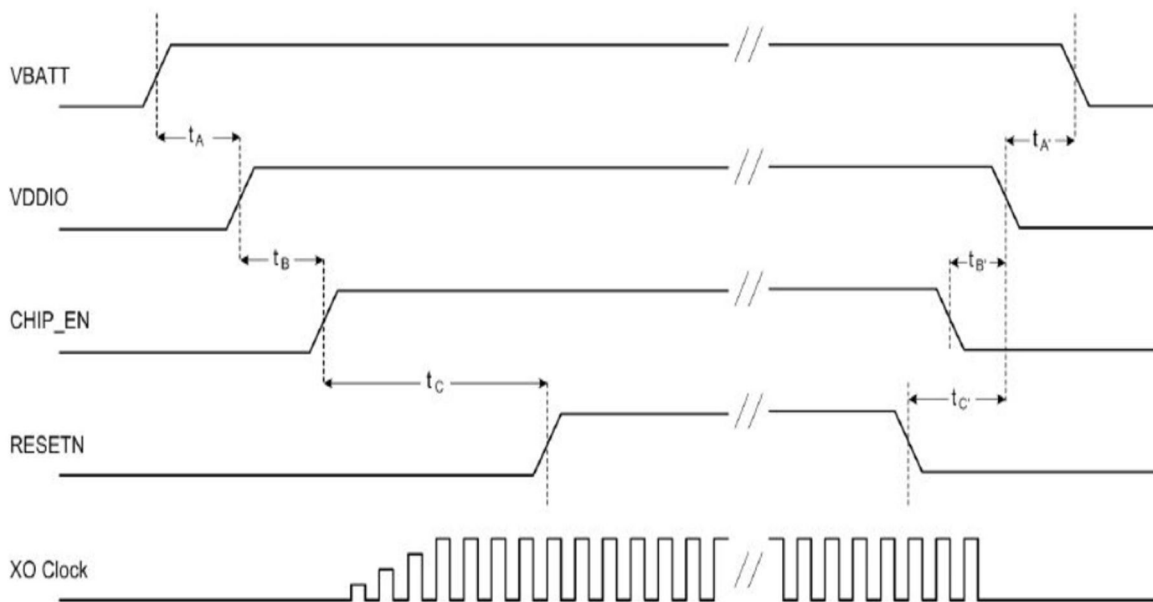 VBATT
tA
tA'
VDDIO
tB
tB'
CHIP_EN
tC
tC'
RESETN
XO Clock